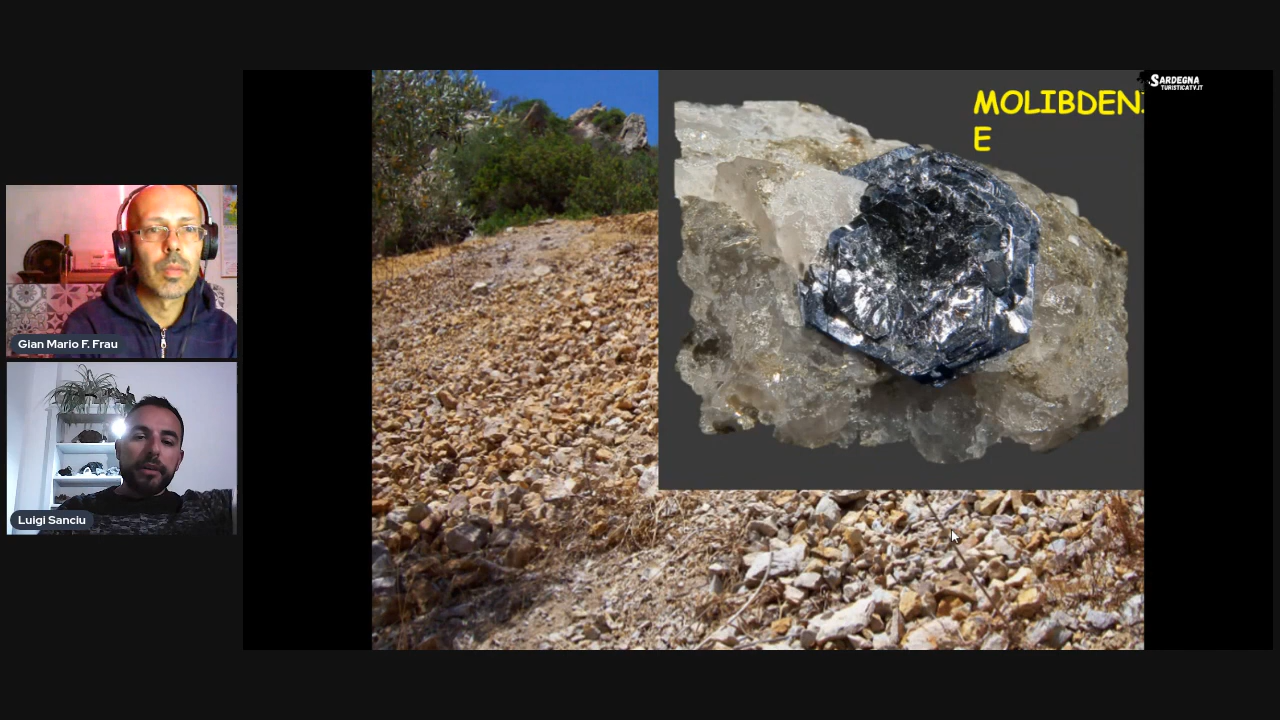 SARDEGNA
TURISTICATV.IT
MOLIBDENI
E
Gian Mario F. Frau
Luigi Sanciu